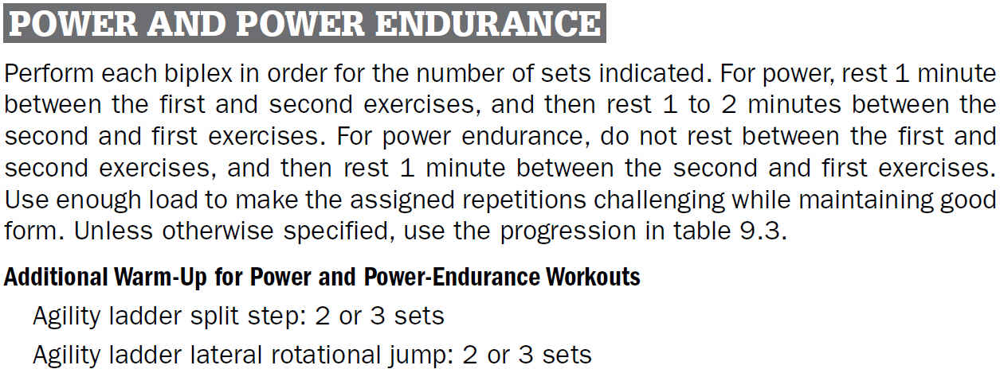 POWER AND POWER ENDURANCE
Perform each biplex in order for the number of sets indicated. For power, rest 1 minute
between the first and second exercises, and then rest 1 to 2 minutes between the
second and first exercises. For power endurance, do not rest between the first and
second exercises, and then rest 1 minute between the second and first exercises.
Use enough load to make the assigned repetitions challenging while maintaining good
form. Unless otherwise specified, use the progression in table 9.3.
Additional Warm-Up for Power and Power-Endurance Workouts
Agility ladder split step: 2 or 3 sets
Agility ladder lateral rotational jump: 2 or 3 sets